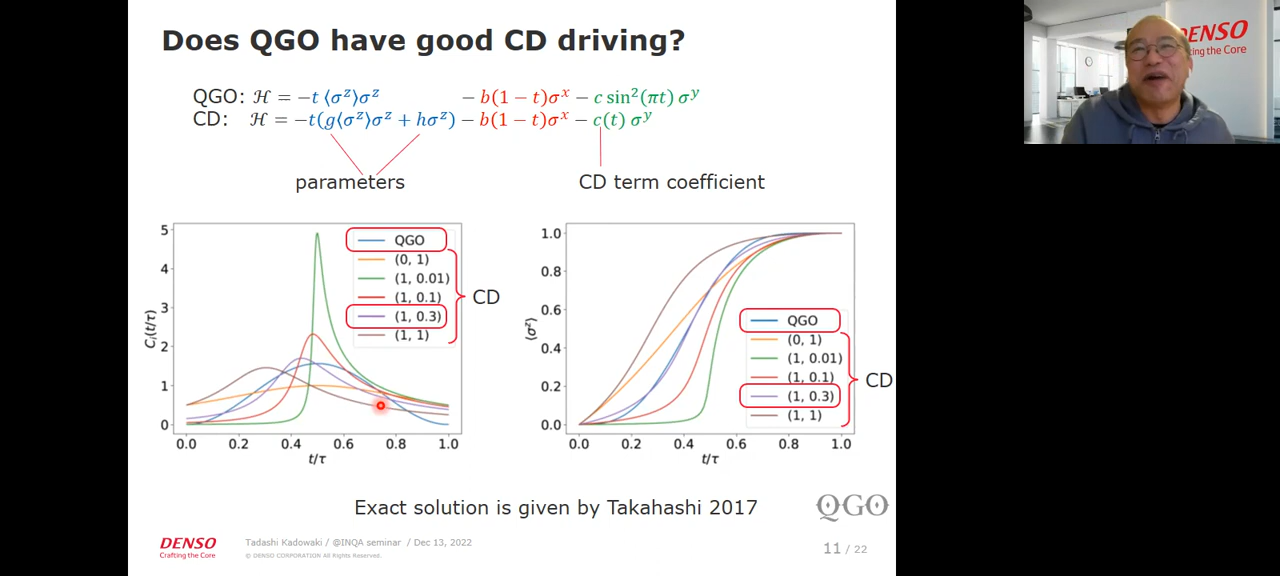 Does QGO have good CD driving?
QGO: ℋ = −t ⟨σᶻ⟩σᶻ − b(1 − t)σˣ − c sin²(πt) σʸ
CD: ℋ = −t(g⟨σᶻ⟩σᶻ + hσᶻ) − b(1 − t)σˣ − c(t) σʸ
parameters
CD term coefficient
5
4
3
2
1
0
Cᵢ(t/τ)
QGO
(0, 1)
(1, 0.01)
(1, 0.1)
(1, 0.3)
(1, 1)
CD
0.0 0.2 0.4 0.6 0.8 1.0
t/τ
1.0
0.8
0.6
0.4
0.2
0.0
⟨σᶻ⟩
QGO
(0, 1)
(1, 0.01)
(1, 0.1)
(1, 0.3)
(1, 1)
CD
0.0 0.2 0.4 0.6 0.8 1.0
t/τ
Exact solution is given by Takahashi 2017
QGO
DENSO
Crafting the Core
Tadashi Kadowaki / @INQA seminar / Dec 13, 2022
© DENSO CORPORATION All Rights Reserved.
11 / 22
DENSO
fting the Core